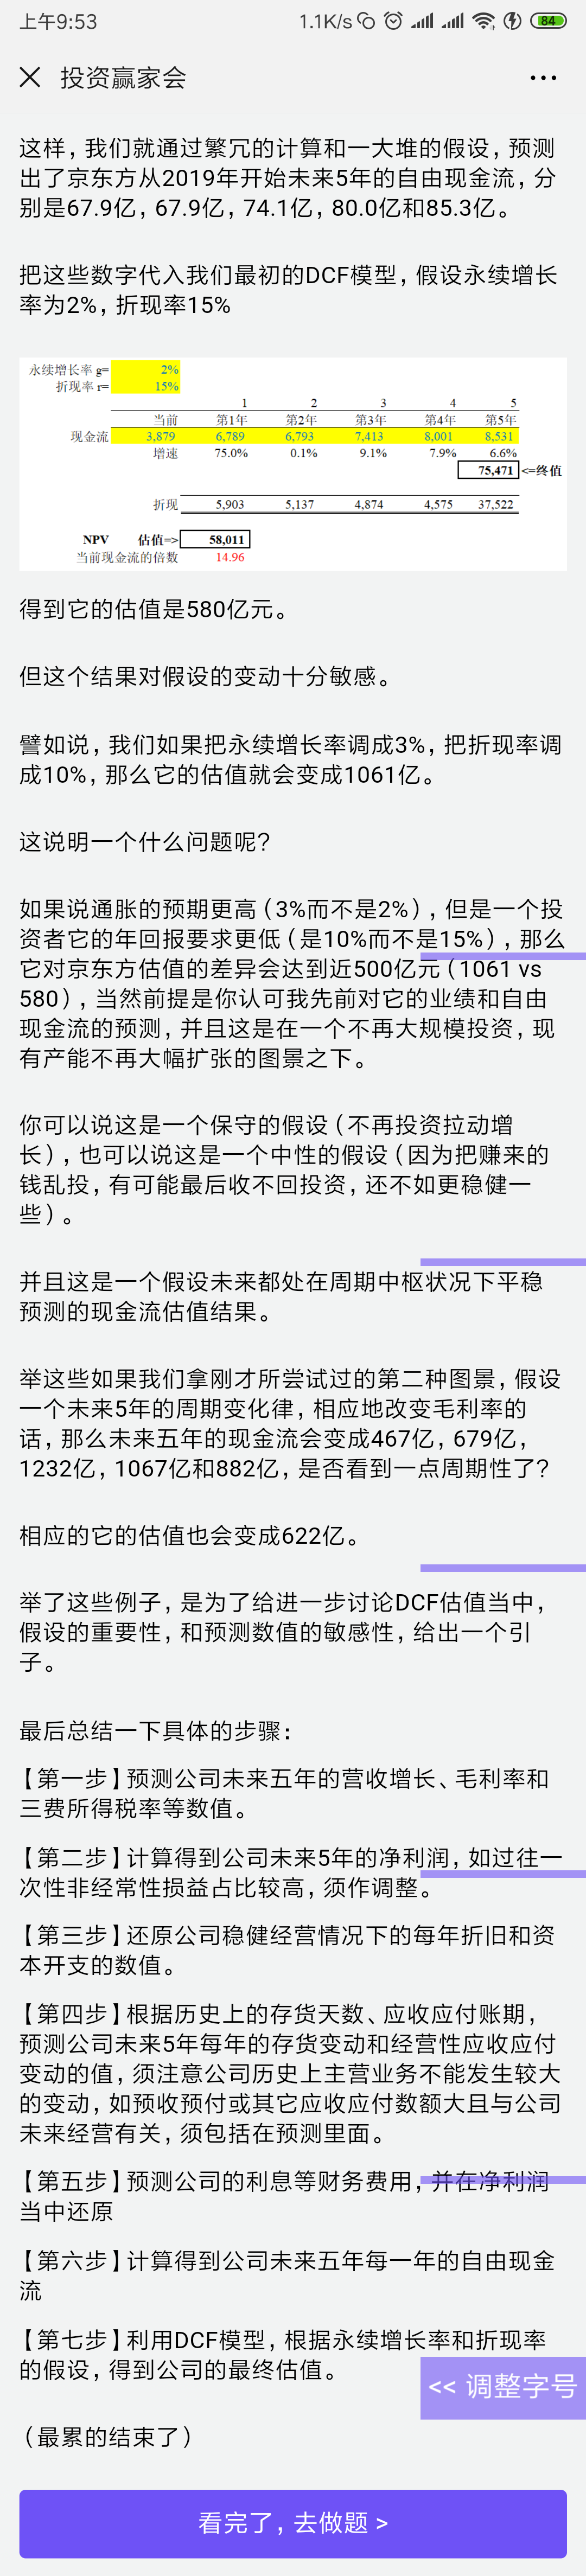 上午9:53
1.1K/s
84
投资赢家会
这样，我们就通过繁冗的计算和一大堆的假设，预测
出了京东方从2019年开始未来5年的自由现金流，分
别是67.9亿，67.9亿，74.1亿，80.0亿和85.3亿。
把这些数字代入我们最初的DCF模型，假设永续增长
率为2%，折现率15%
永续增长率 g= 2%
折现率 r= 15%
1 2 3 4 5
当前 第1年 第2年 第3年 第4年 第5年
现金流 3,879 6,789 6,793 7,413 8,001 8,531
增速 75.0% 0.1% 9.1% 7.9% 6.6%
75,471 <=终值
折现 5,903 5,137 4,874 4,575 37,522
NPV 估值=> 58,011
当前现金流的倍数 14.96
得到它的估值是580亿元。
但这个结果对假设的变动十分敏感。
譬如说，我们如果把永续增长率调成3%，把折现率调
成10%，那么它的估值就会变成1061亿。
这说明一个什么问题呢？
如果说通胀的预期更高（3%而不是2%），但是一个投
资者它的年回报要求更低（是10%而不是15%），那么
它对京东方估值的差异会达到近500亿元（1061 vs
580），当然前提是你认可我先前对它的业绩和自由
现金流的预测，并且这是在一个不再大规模投资，现
有产能不再大幅扩张的图景之下。
你可以说这是一个保守的假设（不再投资拉动增
长），也可以说这是一个中性的假设（因为把赚来的
钱乱投，有可能最后收不回投资，还不如更稳健一
些）。
并且这是一个假设未来都处在周期中枢状况下平稳
预测的现金流估值结果。
举这些如果我们拿刚才所尝试过的第二种图景，假设
一个未来5年的周期变化律，相应地改变毛利率的
话，那么未来五年的现金流会变成467亿，679亿，
1232亿，1067亿和882亿，是否看到一点周期性了？
相应的它的估值也会变成622亿。
举了这些例子，是为了给进一步讨论DCF估值当中，
假设的重要性，和预测数值的敏感性，给出一个引
子。
最后总结一下具体的步骤：
【第一步】预测公司未来五年的营收增长、毛利率和
三费所得税率等数值。
【第二步】计算得到公司未来5年的净利润，如过往一
次性非经常性损益占比较高，须作调整。
【第三步】还原公司稳健经营情况下的每年折旧和资
本开支的数值。
【第四步】根据历史上的存货天数、应收应付账期，
预测公司未来5年每年的存货变动和经营性应收应付
变动的值，须注意公司历史上主营业务不能发生较大
的变动，如预收预付或其它应收应付数额大且与公司
未来经营有关，须包括在预测里面。
【第五步】预测公司的利息等财务费用，并在净利润
当中还原
【第六步】计算得到公司未来五年每一年的自由现金
流
【第七步】利用DCF模型，根据永续增长率和折现率
的假设，得到公司的最终估值。
<< 调整字号
（最累的结束了）
看完了，去做题 >